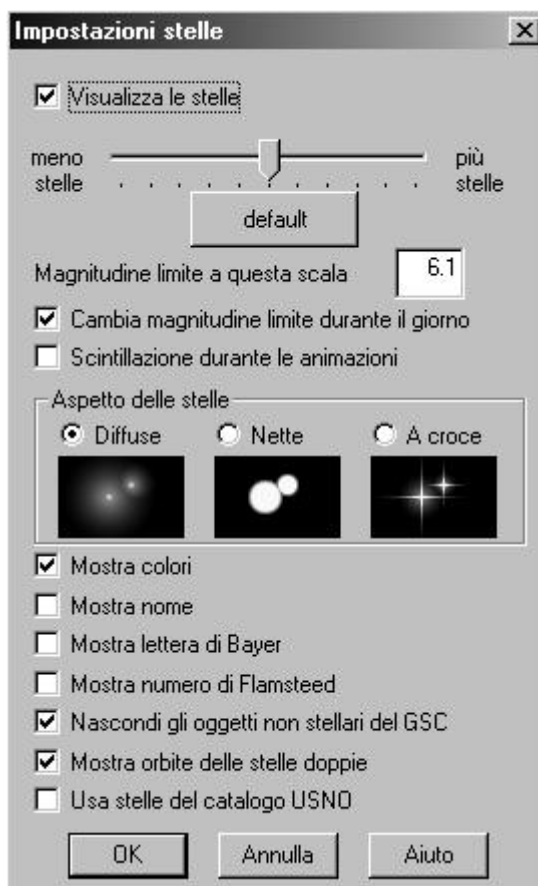 Impostazioni stelle
Visualizza le stelle
meno stelle
più stelle
default
Magnitudine limite a questa scala 6.1
Cambia magnitudine limite durante il giorno
Scintillazione durante le animazioni
Aspetto delle stelle
Diffuse Nette A croce
Mostra colori
Mostra nome
Mostra lettera di Bayer
Mostra numero di Flamsteed
Nascondi gli oggetti non stellari del GSC
Mostra orbite delle stelle doppie
Usa stelle del catalogo USNO
OK Annulla Aiuto